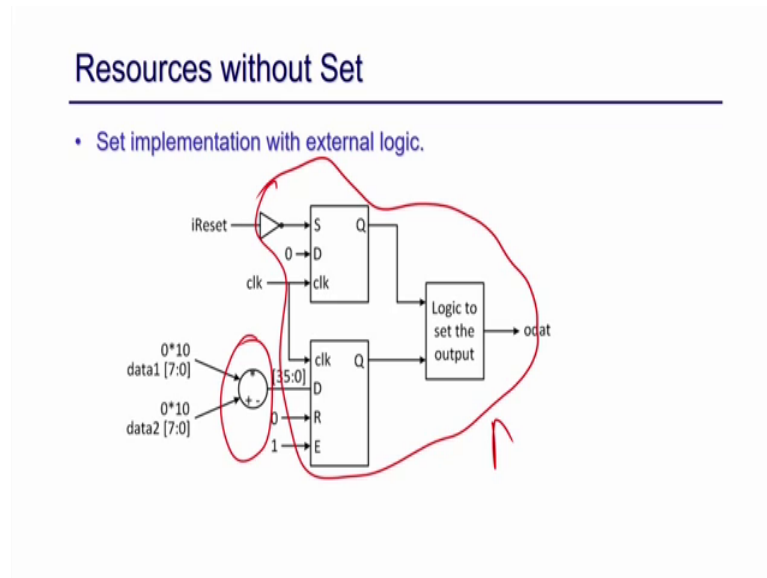 Resources without Set
• Set implementation with external logic.
iReset
S Q
0 D
clk clk
Logic to
set the
output
odat
0*10
data1 [7:0]
clk Q
[35:0]
*
+ -
D
0*10
data2 [7:0]
0 R
1 E